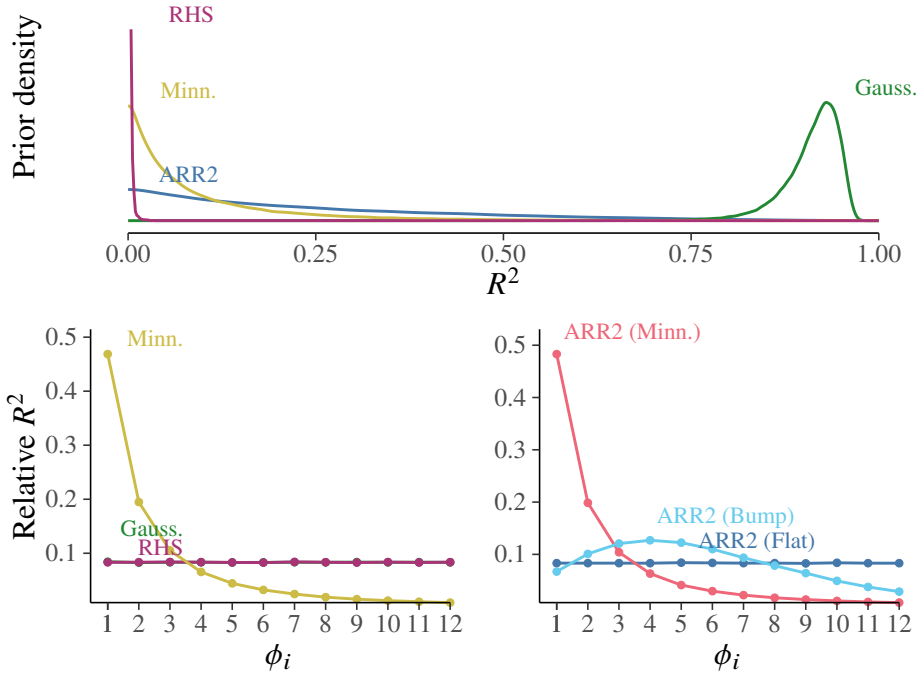 RHS
Minn.
Gauss.
ARR2
Prior density
0.00 0.25 0.50 0.75 1.00
R²
Minn.
Gauss.
RHS
0.5
0.4
0.3
0.2
0.1
Relative R²
1 2 3 4 5 6 7 8 9 10 11 12
ϕᵢ
ARR2 (Minn.)
ARR2 (Bump)
ARR2 (Flat)
0.5
0.4
0.3
0.2
0.1
1 2 3 4 5 6 7 8 9 10 11 12
ϕᵢ